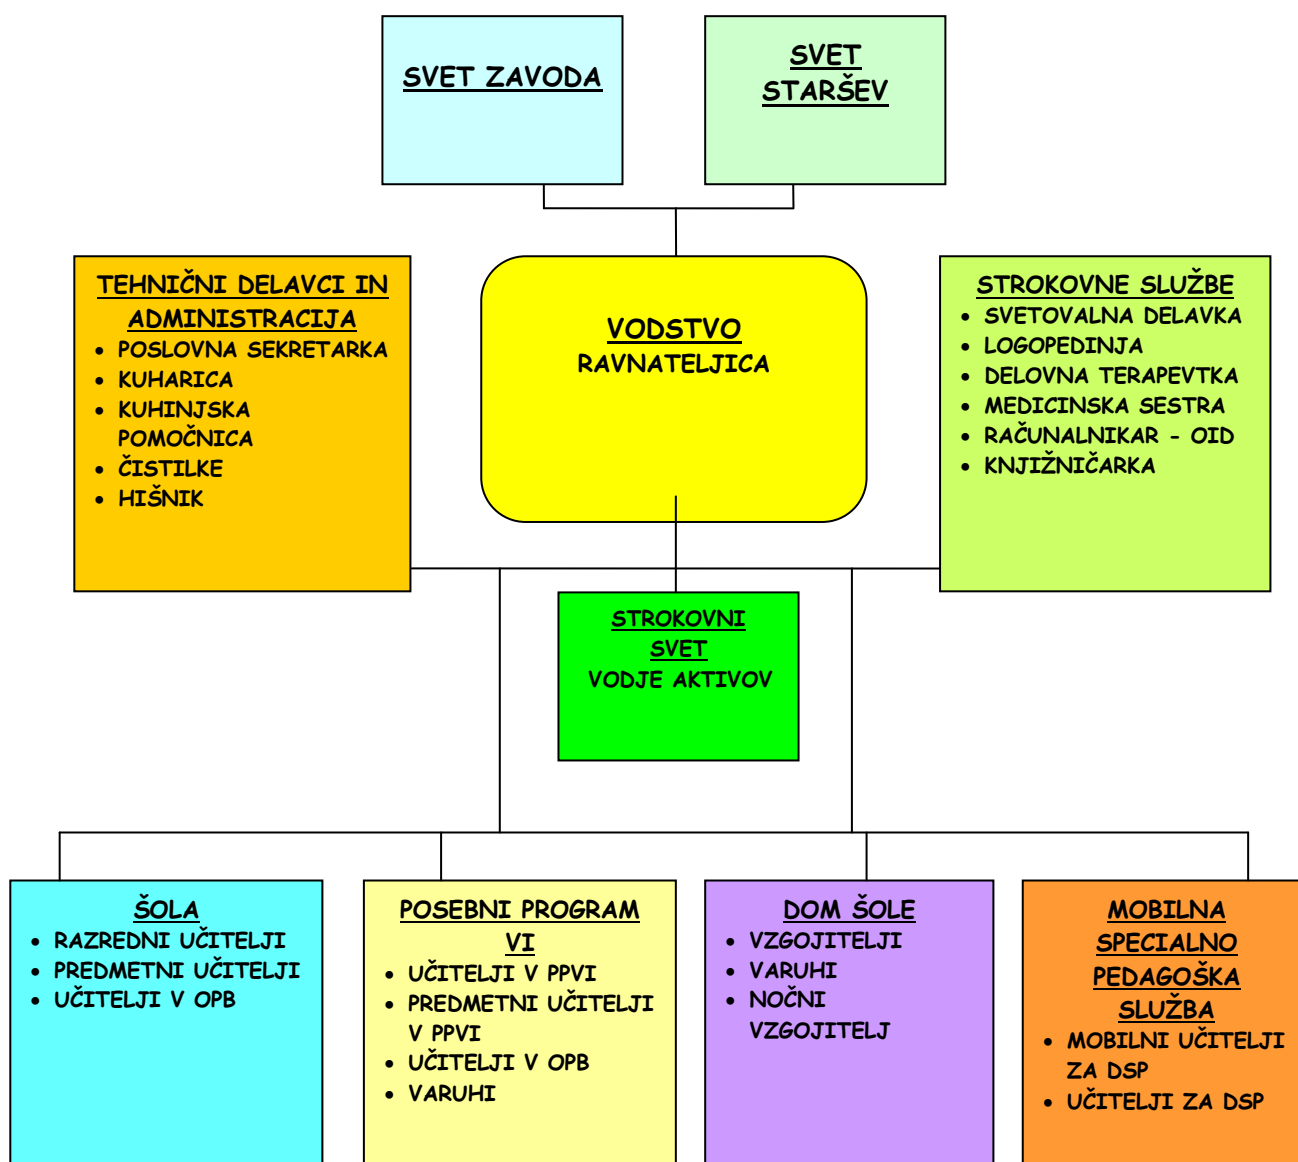 SVET ZAVODA
SVET
STARŠEV
TEHNIČNI DELAVCI IN
ADMINISTRACIJA
• POSLOVNA SEKRETARKA
• KUHARICA
• KUHINJSKA
POMOČNICA
• ČISTILKE
• HIŠNIK
VODSTVO
RAVNATELJICA
STROKOVNE SLUŽBE
• SVETOVALNA DELAVKA
• LOGOPEDINJA
• DELOVNA TERAPEVTKA
• MEDICINSKA SESTRA
• RAČUNALNIKAR - OID
• KNJIŽNIČARKA
STROKOVNI
SVET
VODJE AKTIVOV
ŠOLA
• RAZREDNI UČITELJI
• PREDMETNI UČITELJI
• UČITELJI V OPB
POSEBNI PROGRAM
VI
• UČITELJI V PPVI
• PREDMETNI UČITELJI
V PPVI
• UČITELJI V OPB
• VARUHI
DOM ŠOLE
• VZGOJITELJI
• VARUHI
• NOČNI
VZGOJITELJ
MOBILNA
SPECIALNO
PEDAGOŠKA
SLUŽBA
• MOBILNI UČITELJI
ZA DSP
• UČITELJI ZA DSP